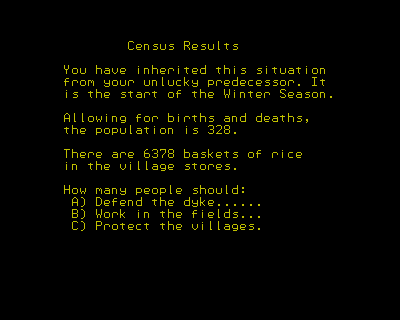 Census Results
You have inherited this situation
from your unlucky predecessor. It
is the start of the Winter Season.
Allowing for births and deaths,
the population is 328.
There are 6378 baskets of rice
in the village stores.
How many people should:
A) Defend the dyke......
B) Work in the fields...
C) Protect the villages.